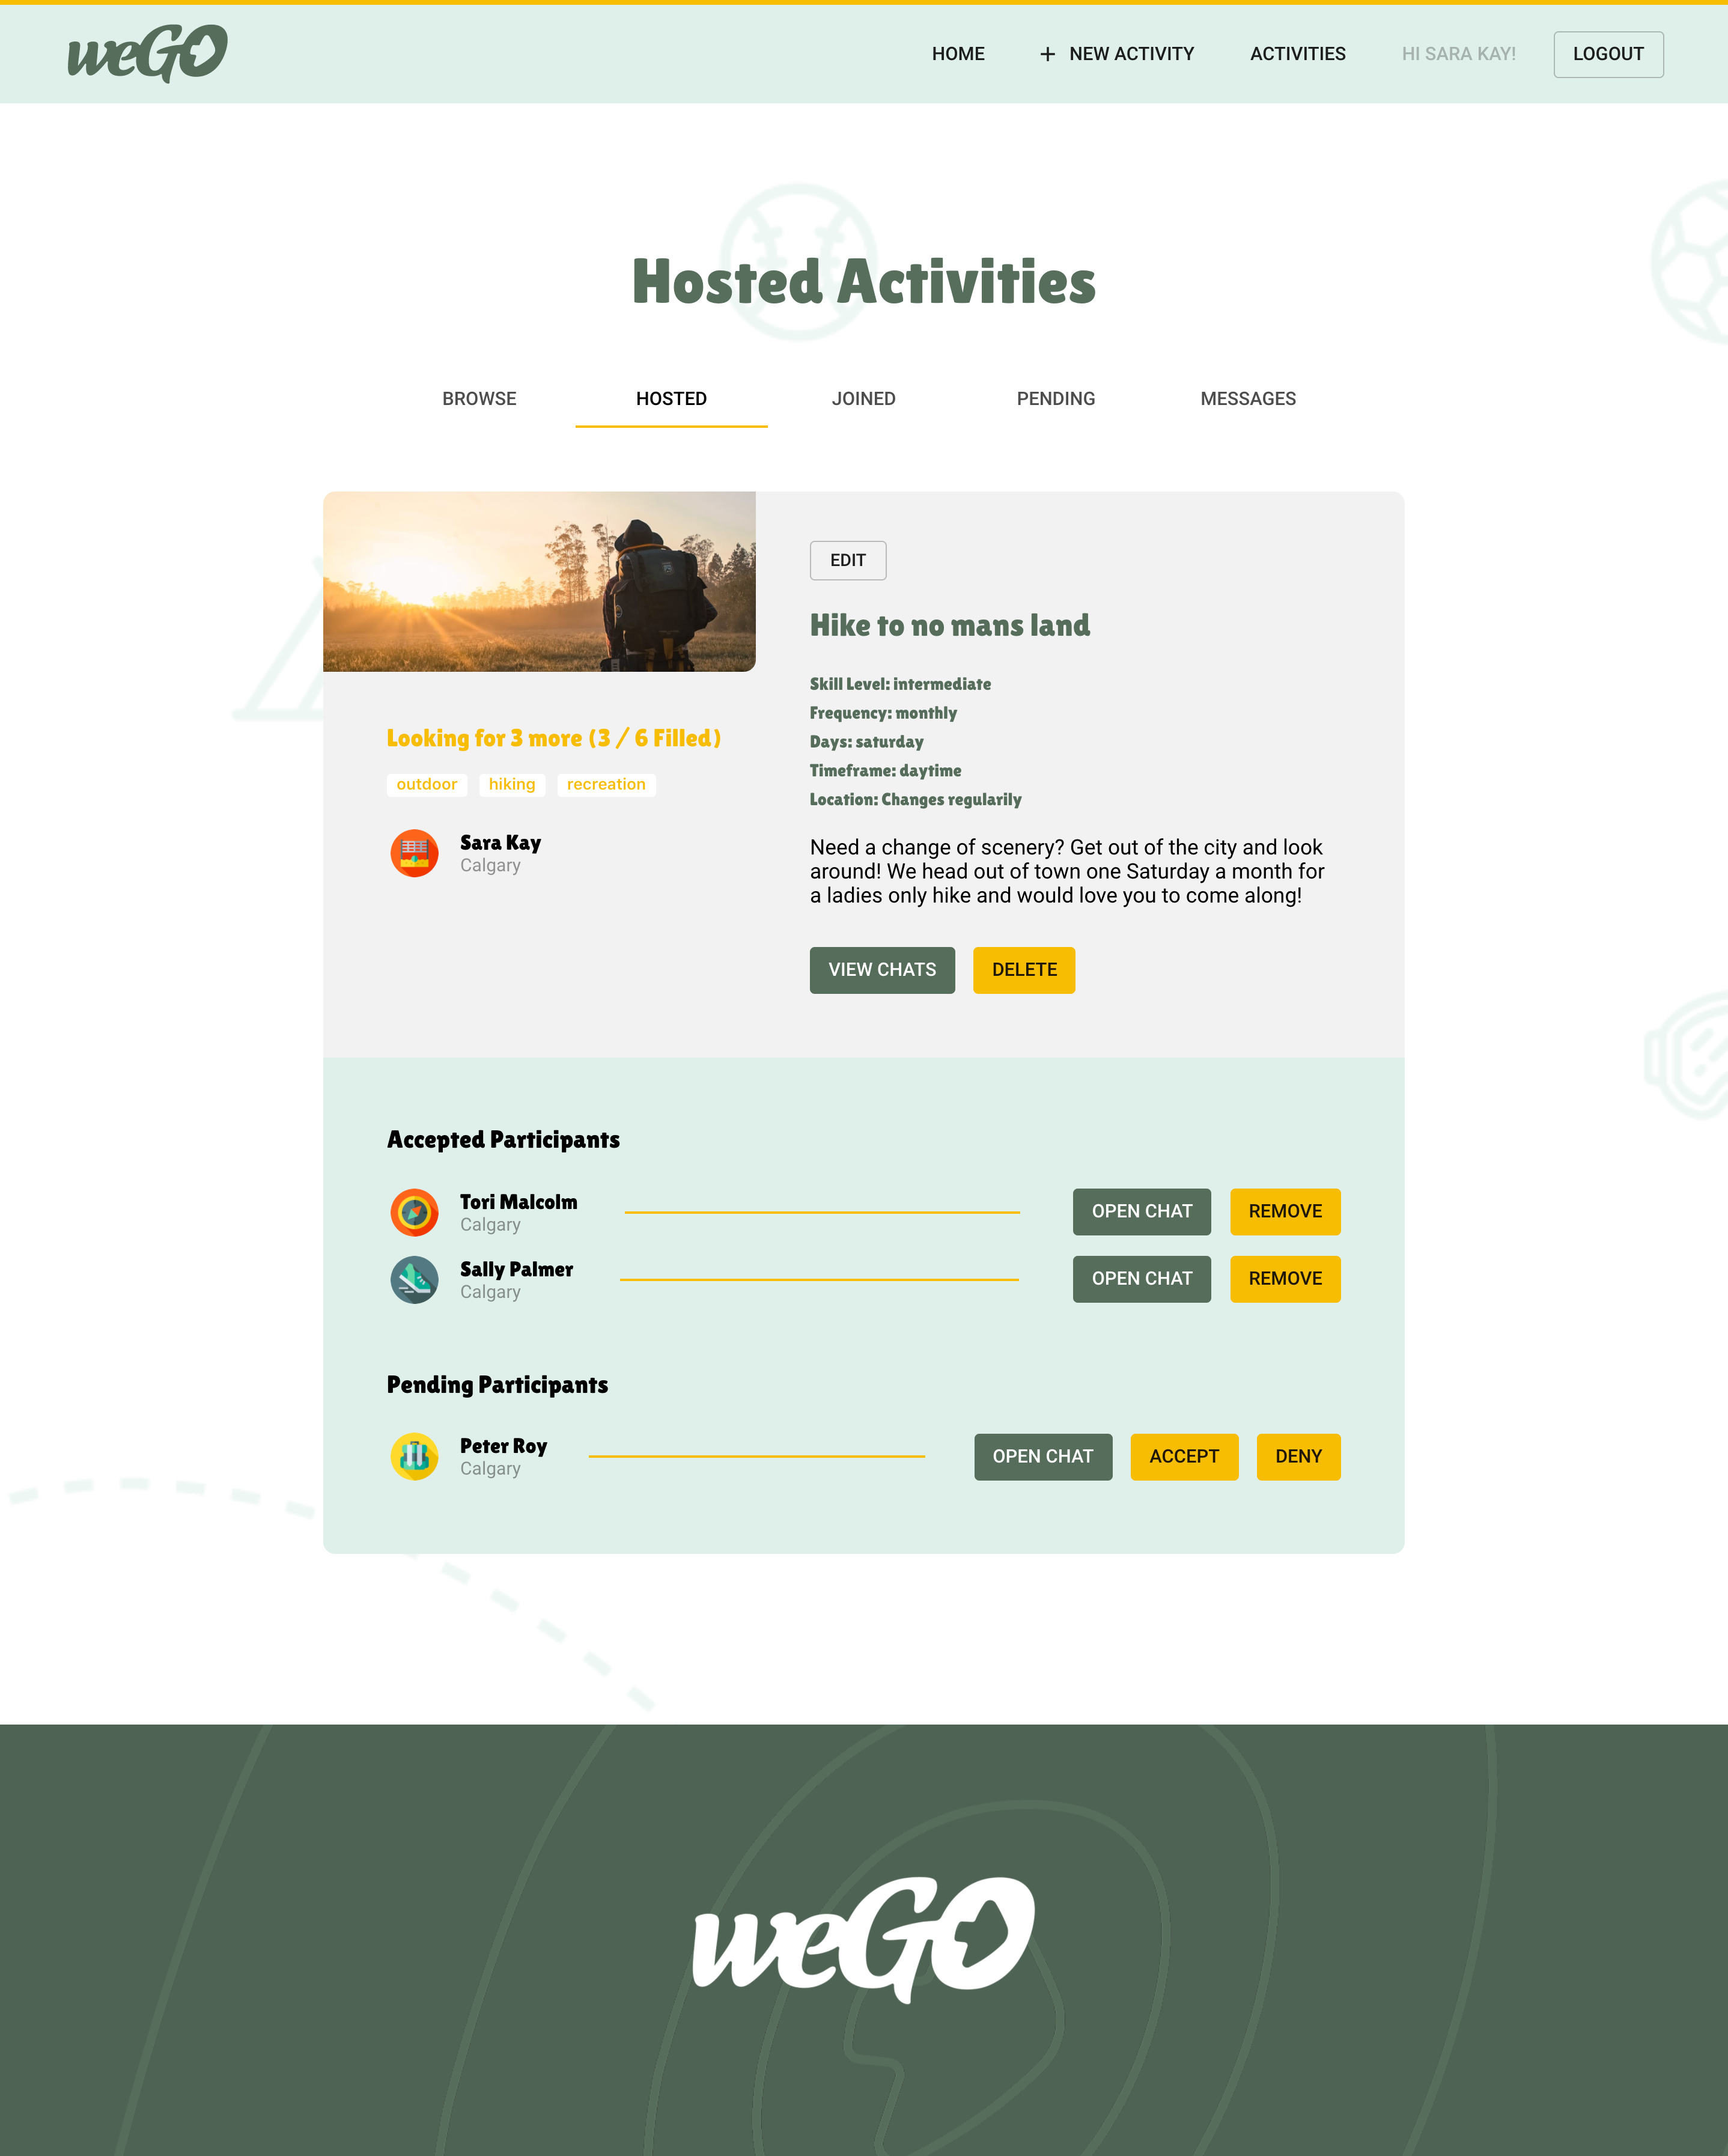 weGO
HOME
NEW ACTIVITY
ACTIVITIES
HI SARA KAY!
LOGOUT
Hosted Activities
BROWSE
HOSTED
JOINED
PENDING
MESSAGES
EDIT
Hike to no mans land
Skill Level: intermediate
Frequency: monthly
Days: saturday
Timeframe: daytime
Location: Changes regularily
Need a change of scenery? Get out of the city and look
around! We head out of town one Saturday a month for
a ladies only hike and would love you to come along!
VIEW CHATS
DELETE
Looking for 3 more (3 / 6 Filled)
outdoor
hiking
recreation
Sara Kay
Calgary
Accepted Participants
Tori Malcolm
Calgary
OPEN CHAT
REMOVE
Sally Palmer
Calgary
OPEN CHAT
REMOVE
Pending Participants
Peter Roy
Calgary
OPEN CHAT
ACCEPT
DENY
weGO